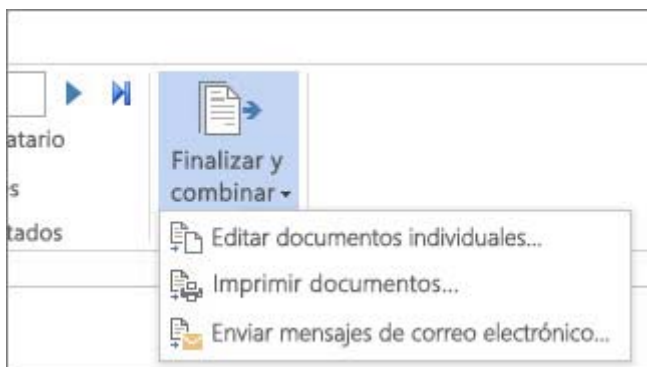 atario
Finalizar y
s
combinar
tados
Editar documentos individuales...
Imprimir documentos...
Enviar mensajes de correo electrónico...